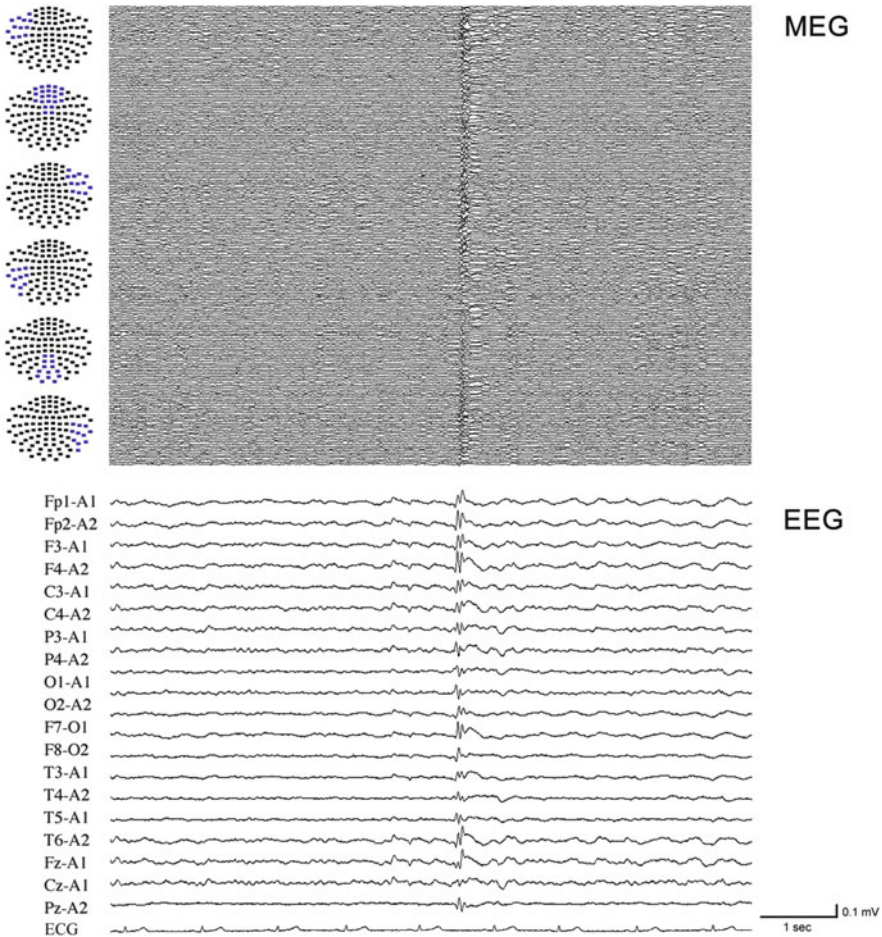 MEG
EEG
Fp1-A1
Fp2-A2
F3-A1
F4-A2
C3-A1
C4-A2
P3-A1
P4-A2
O1-A1
O2-A2
F7-O1
F8-O2
T3-A1
T4-A2
T5-A1
T6-A2
Fz-A1
Cz-A1
Pz-A2
ECG
0.1 mV
1 sec